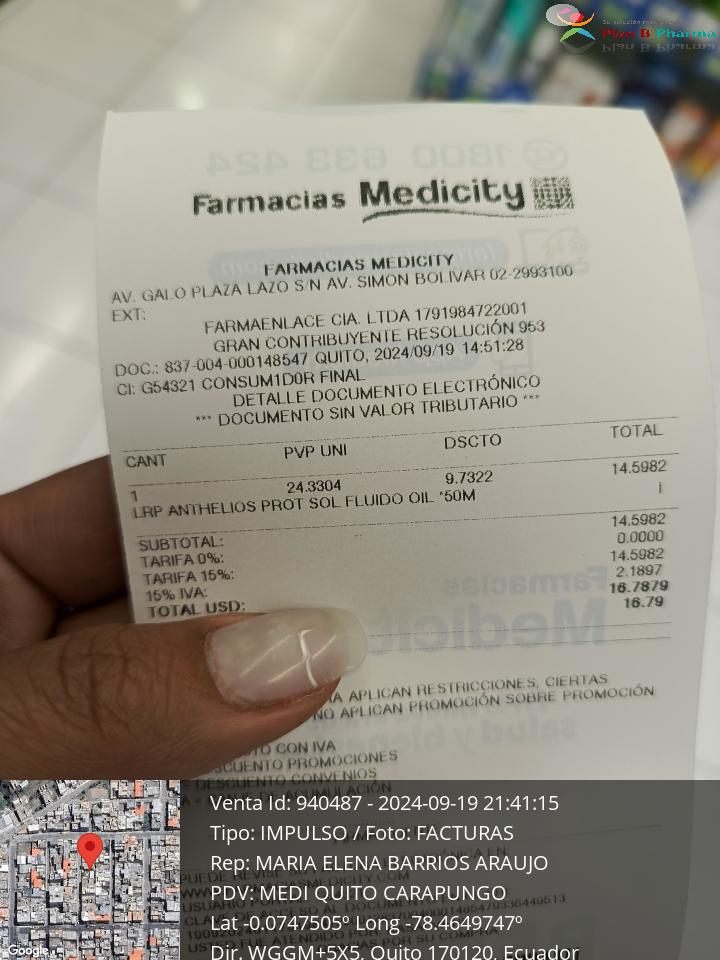 Plan B Pharma
Farmacias Medicity
FARMACIAS MEDICITY
AV. GALO PLAZA LAZO S/N AV. SIMON BOLIVAR 02-2993100
EXT:
FARMAENLACE CIA. LTDA 1791984722001
GRAN CONTRIBUYENTE RESOLUCIÓN 953
DOC.: 837-004-000148547 QUITO, 2024/09/19 14:51:28
CI: G54321 CONSUM1D0R FINAL
DETALLE DOCUMENTO ELECTRÓNICO
*** DOCUMENTO SIN VALOR TRIBUTARIO ***
CANT PVP UNI DSCTO TOTAL
1 24.3304 9.7322 14.5982
LRP ANTHELIOS PROT SOL FLUIDO OIL *50M I
SUBTOTAL: 14.5982
TARIFA 0%: 0.0000
TARIFA 15%: 14.5982
15% IVA: 2.1897
TOTAL USD: 16.7879
16.79
APLICAN RESTRICCIONES, CIERTAS
NO APLICAN PROMOCIÓN SOBRE PROMOCIÓN
CON IVA
PROMOCIONES
DESCUENTO CONVENIOS
Venta Id: 940487 - 2024-09-19 21:41:15
Tipo: IMPULSO / Foto: FACTURAS
Rep: MARIA ELENA BARRIOS ARAUJO
PDV: MEDI QUITO CARAPUNGO
Lat -0.0747505º Long -78.4649747º
Dir. WGGM+5X5, Quito 170120, Ecuador
Google